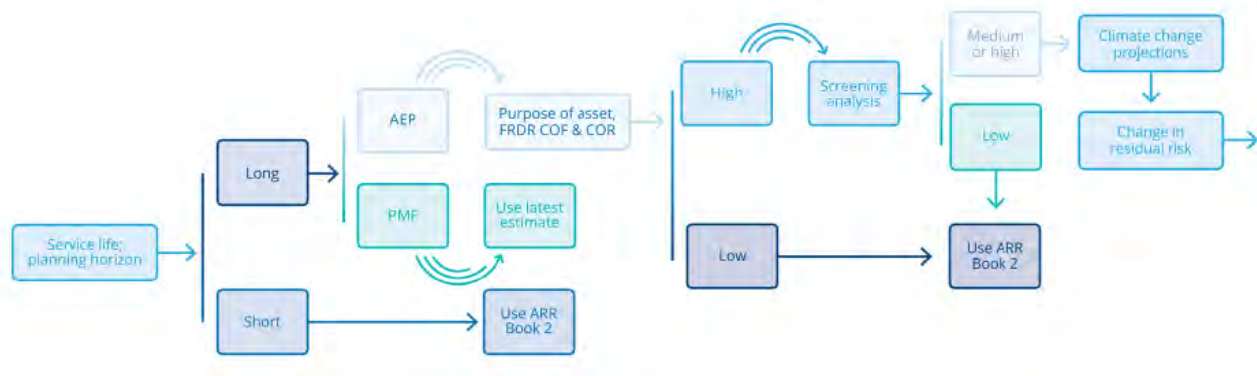 Service life;
planning horizon
Long
Short
AEP
PMF
Purpose of asset,
FRDR COF & COR
Use latest
estimate
Use ARR
Book 2
High
Low
Screening
analysis
Medium
or high
Low
Use ARR
Book 2
Climate change
projections
Change in
residual risk